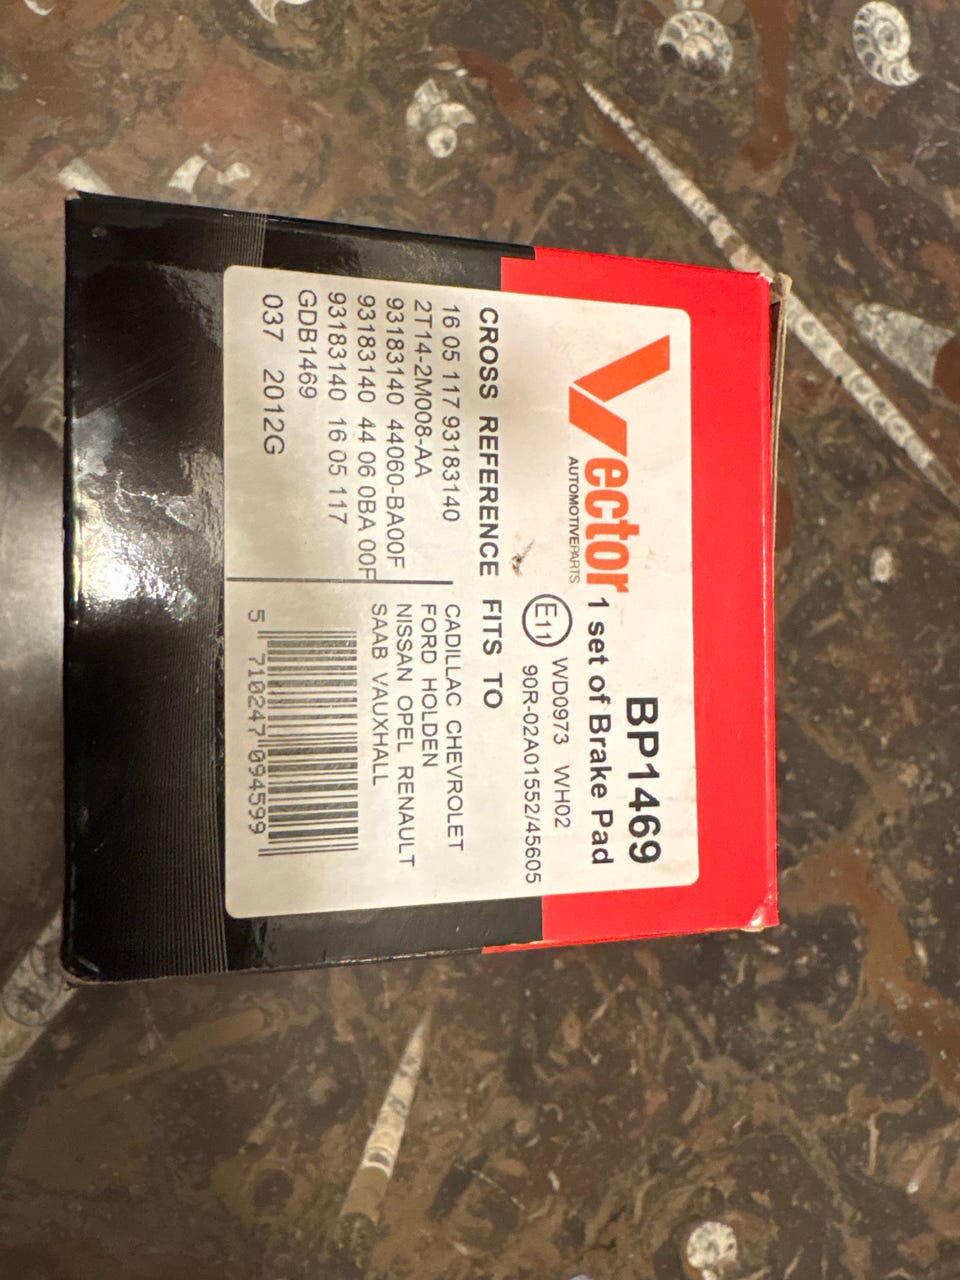 Vector
AUTOMOTIVEPARTS
BP1469
1 set of Brake Pad
E11 WD0973 WH02
90R-02A01552/45605
CROSS REFERENCE
16 05 117 93183140
2T14-2M008-AA
93183140 44060-BA00F
93183140 44 06 0BA 00F
93183140 16 05 117
GDB1469
037 2012G
FITS TO
CADILLAC CHEVROLET
FORD HOLDEN
NISSAN OPEL RENAULT
SAAB VAUXHALL
5 710247 094599